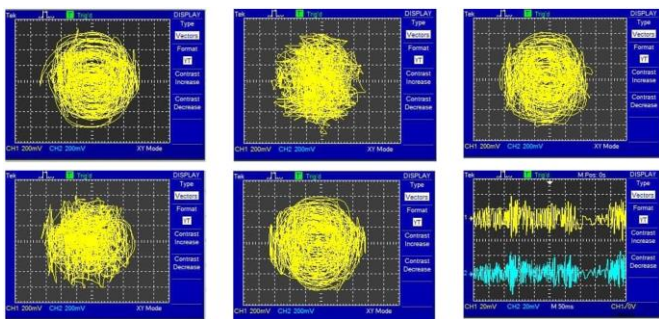 Tek Trig'd DISPLAY
Type
Vectors
Format
YT
Contrast
Increase
Contrast
Decrease
CH1 200mV CH2 200mV XY Mode
Tek Trig'd DISPLAY
Type
Vectors
Format
YT
Contrast
Increase
Contrast
Decrease
CH1 200mV CH2 200mV XY Mode
Tek Trig'd DISPLAY
Type
Vectors
Format
YT
Contrast
Increase
Contrast
Decrease
CH1 200mV CH2 200mV XY Mode
Tek Trig'd DISPLAY
Type
Vectors
Format
YT
Contrast
Increase
Contrast
Decrease
CH1 200mV CH2 200mV XY Mode
Tek Trig'd DISPLAY
Type
Vectors
Format
YT
Contrast
Increase
Contrast
Decrease
CH1 200mV CH2 200mV XY Mode
Tek Trig'd M Pos: 0s DISPLAY
Type
Vectors
Format
YT
Contrast
Increase
Contrast
Decrease
1
2
CH1 20mV CH2 20mV M 50ms CH1/0V